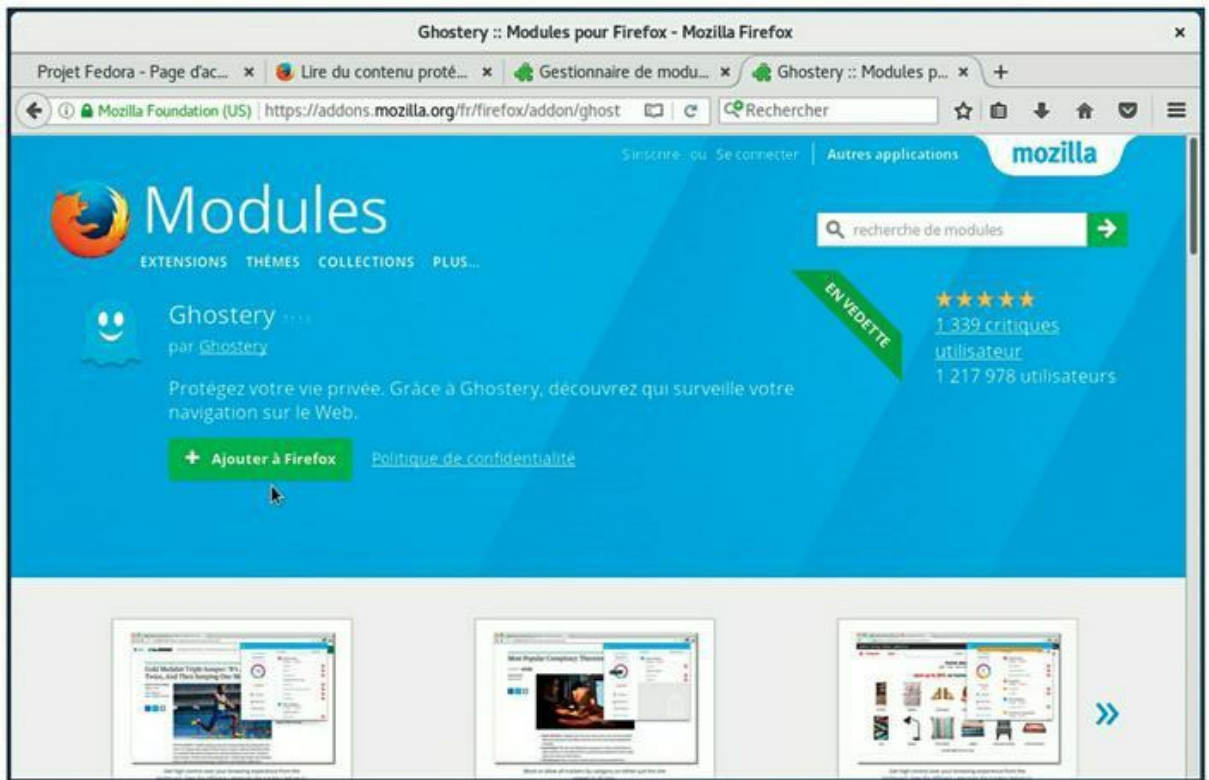 Ghostery :: Modules pour Firefox - Mozilla Firefox
Projet Fedora - Page d'ac...
Lire du contenu proté...
Gestionnaire de modu...
Ghostery :: Modules p...
Mozilla Foundation (US)
https://addons.mozilla.org/fr/firefox/addon/ghost
Rechercher
S'inscrire ou Se connecter
Autres applications
mozilla
Modules
recherche de modules
EXTENSIONS THÈMES COLLECTIONS PLUS...
EN VEDETTE
Ghostery
par Ghostery
1 339 critiques
utilisateur
1 217 978 utilisateurs
Protégez votre vie privée. Grâce à Ghostery, découvrez qui surveille votre
navigation sur le Web.
+ Ajouter à Firefox
Politique de confidentialité